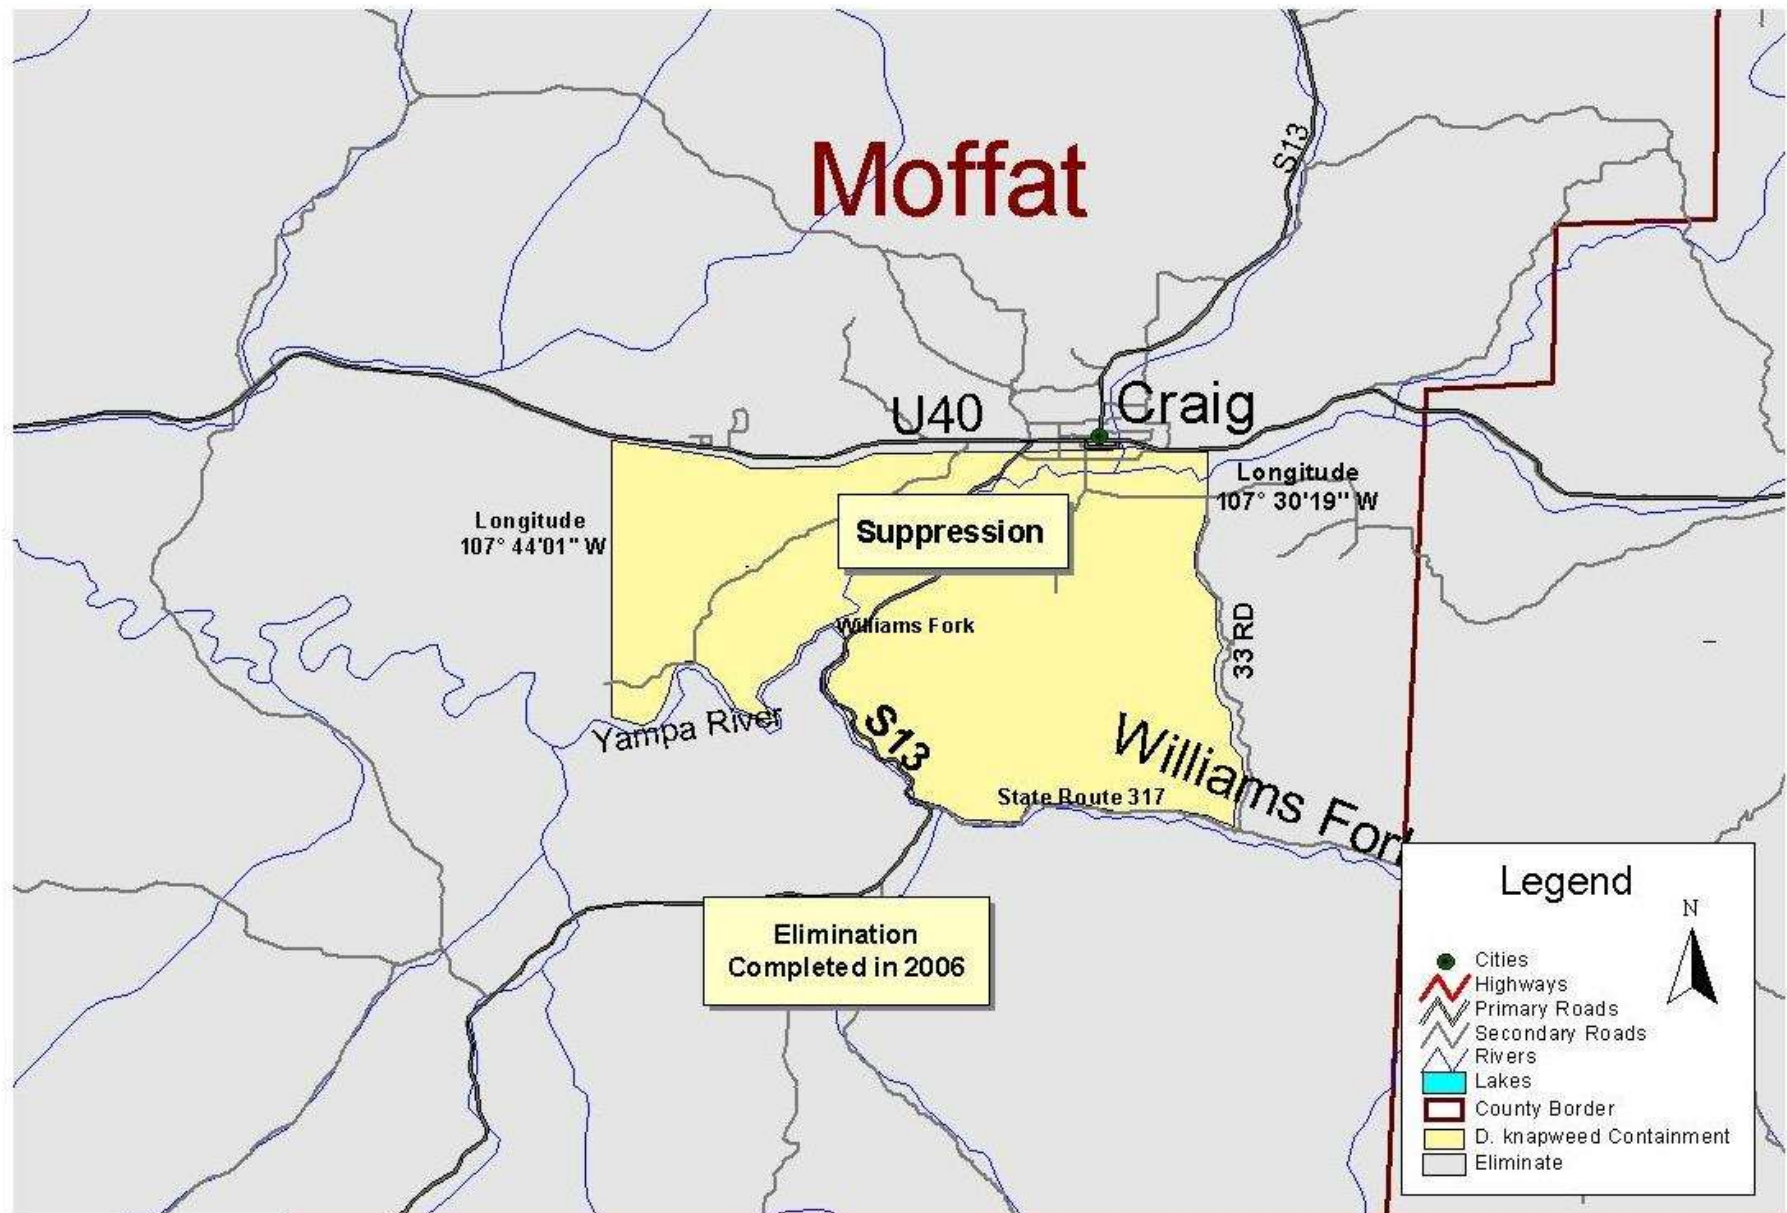 Moffat
S13
U40
Craig
Longitude
107° 30'19" W
Longitude
107° 44'01" W
Suppression
Williams Fork
33 RD
Yampa River
S13
Williams Fork
State Route 317
Elimination
Completed in 2006
Legend
N
Cities
Highways
Primary Roads
Secondary Roads
Rivers
Lakes
County Border
D. knapweed Containment
Eliminate